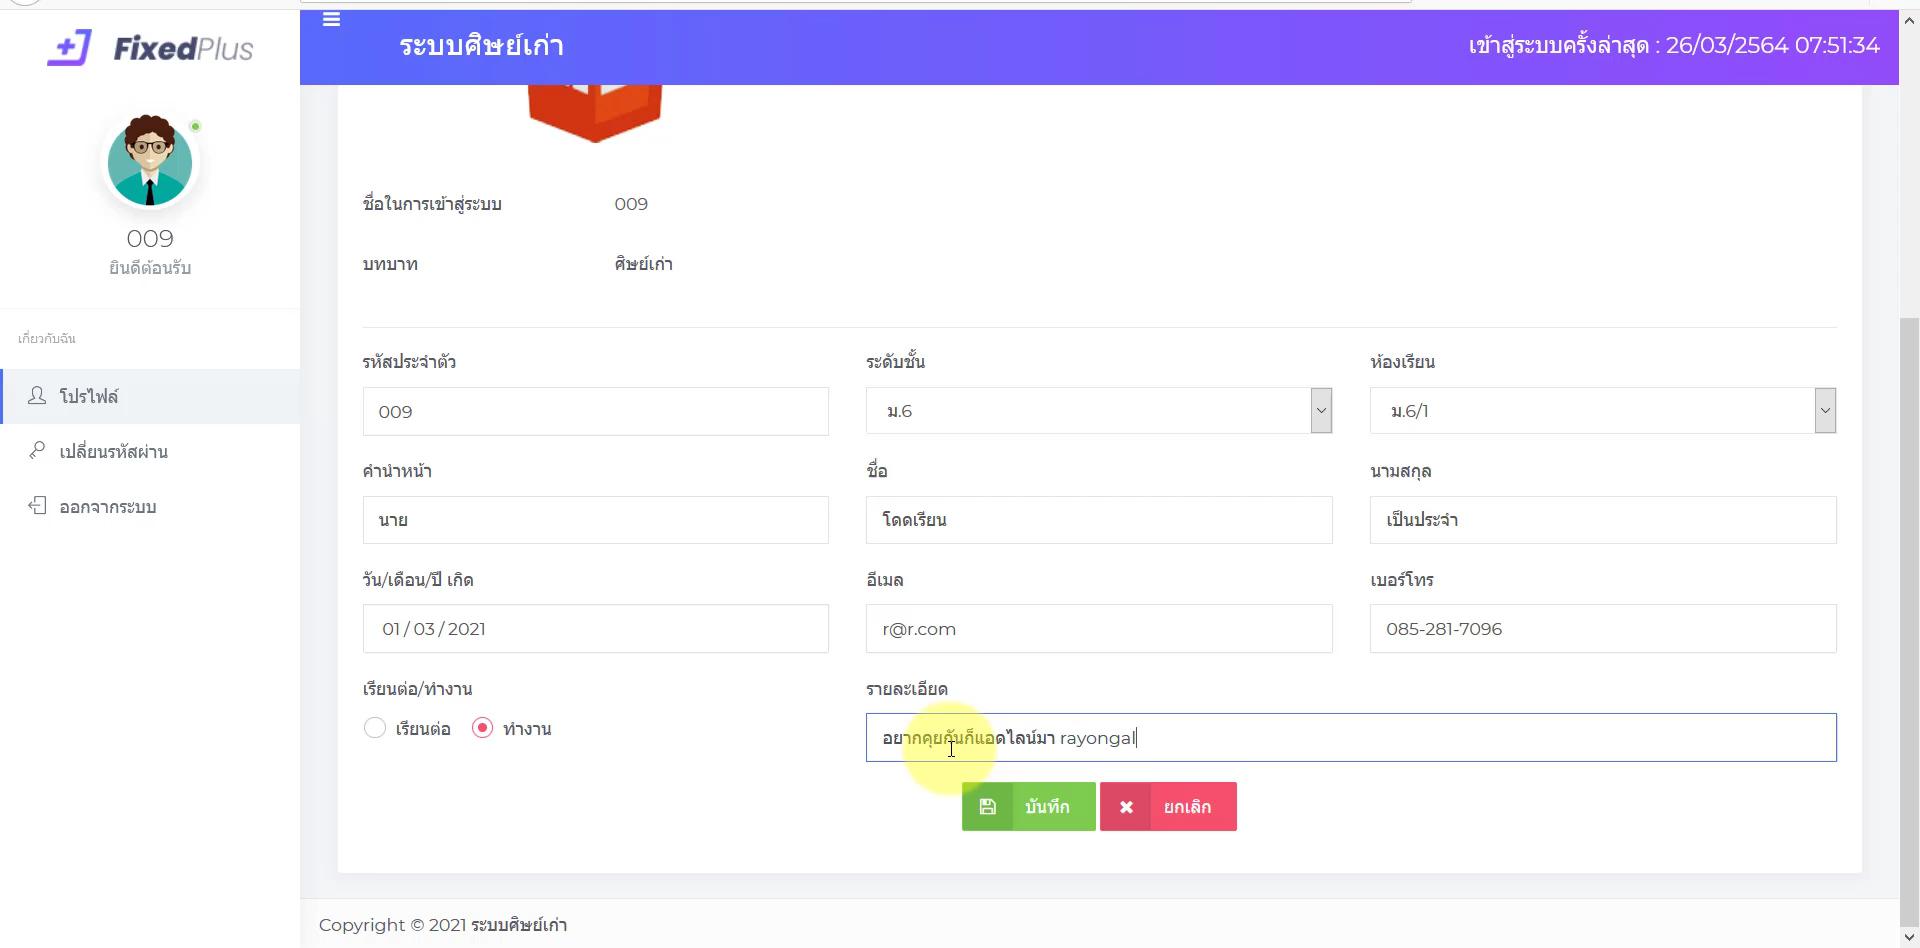 FixedPlus
ระบบศิษย์เก่า
เข้าสู่ระบบครั้งล่าสุด : 26/03/2564 07:51:34
009
ยินดีต้อนรับ
เกี่ยวกับฉัน
โปรไฟล์
เปลี่ยนรหัสผ่าน
ออกจากระบบ
ชื่อในการเข้าสู่ระบบ 009
บทบาท ศิษย์เก่า
รหัสประจำตัว ระดับชั้น ห้องเรียน
009 ม.6 ม.6/1
คำนำหน้า ชื่อ นามสกุล
นาย โดดเรียน เป็นประจำ
วัน/เดือน/ปี เกิด อีเมล เบอร์โทร
01 / 03 / 2021 r@r.com 085-281-7096
เรียนต่อ/ทำงาน รายละเอียด
เรียนต่อ ทำงาน อยากคุยกันก็แอดไลน์มา rayongal
บันทึก ยกเลิก
Copyright © 2021 ระบบศิษย์เก่า